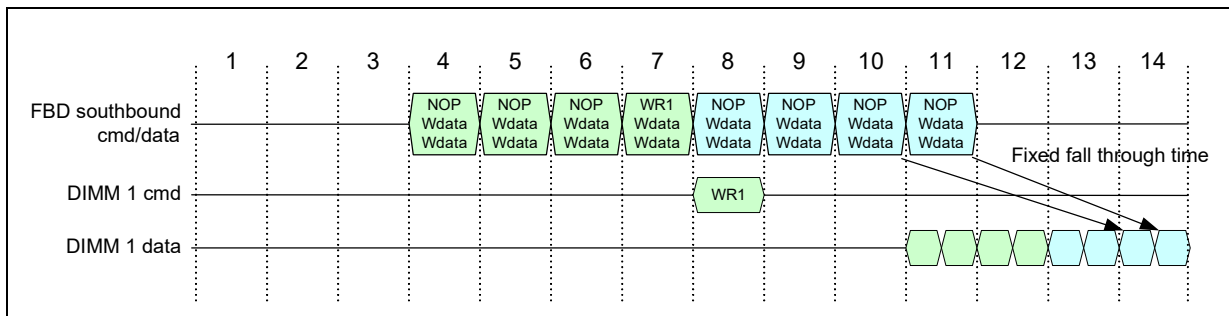 1 2 3 4 5 6 7 8 9 10 11 12 13 14
FBD southbound
cmd/data
NOP NOP NOP WR1 NOP NOP NOP NOP
Wdata Wdata Wdata Wdata Wdata Wdata Wdata Wdata
Wdata Wdata Wdata Wdata Wdata Wdata Wdata Wdata
Fixed fall through time
DIMM 1 cmd
WR1
DIMM 1 data